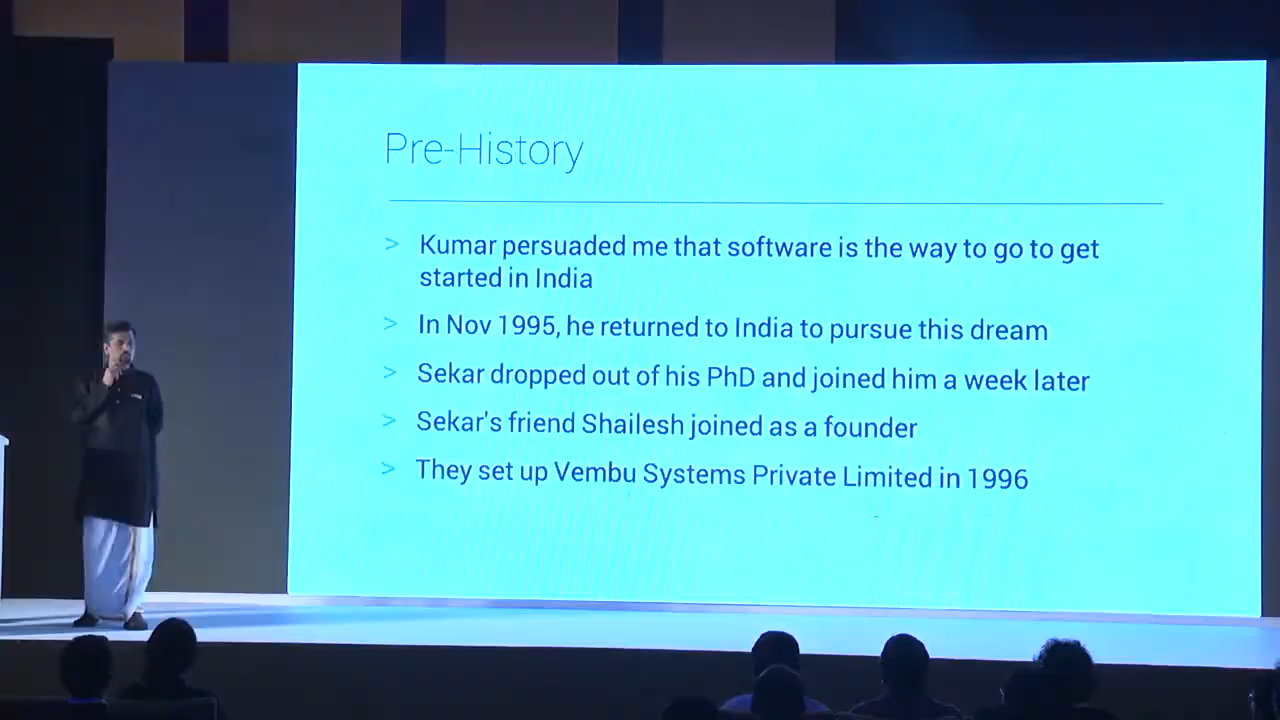 Pre-History
> Kumar persuaded me that software is the way to go to get
started in India
> In Nov 1995, he returned to India to pursue this dream
> Sekar dropped out of his PhD and joined him a week later
> Sekar's friend Shailesh joined as a founder
> They set up Vembu Systems Private Limited in 1996